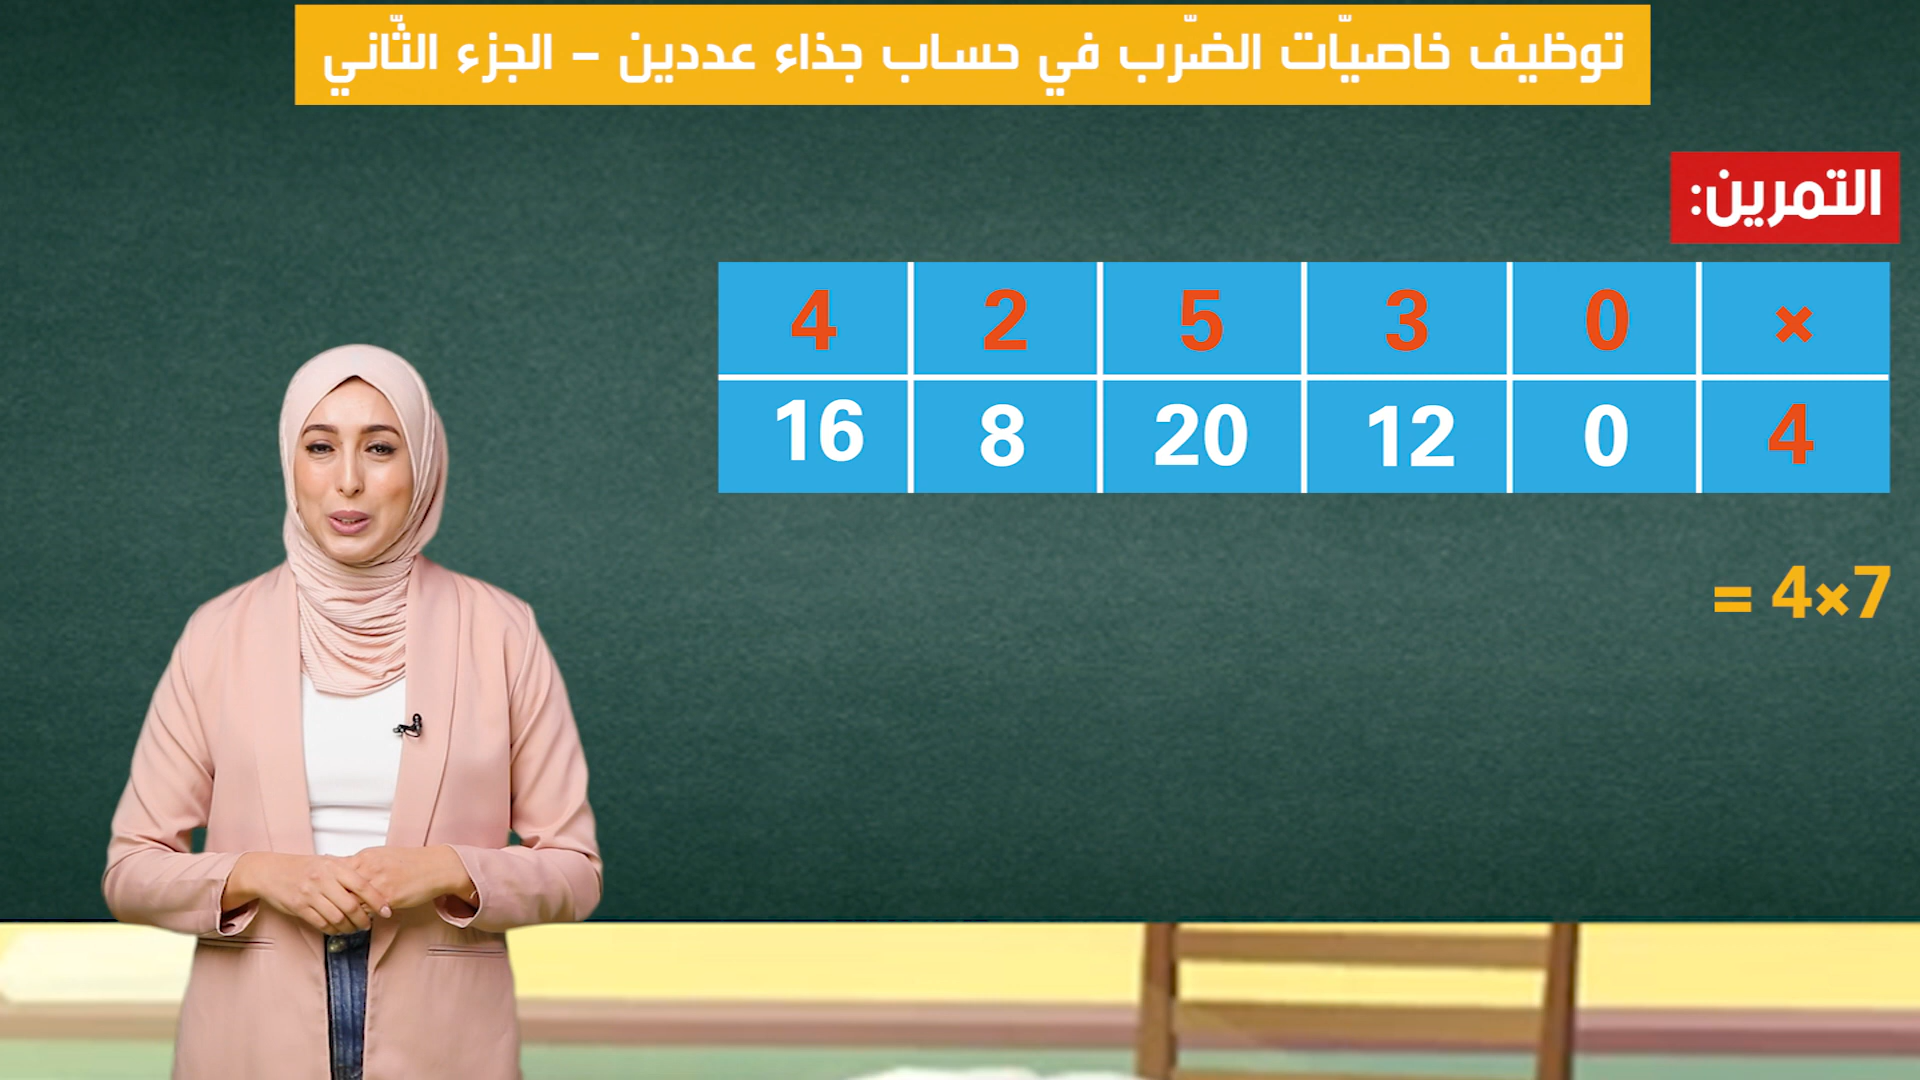 توظيف خاصيّات الضّرب في حساب جذاء عددين – الجزء الثّاني
التمرين:
× 0 3 5 2 4
4 0 12 20 8 16
7×4 =